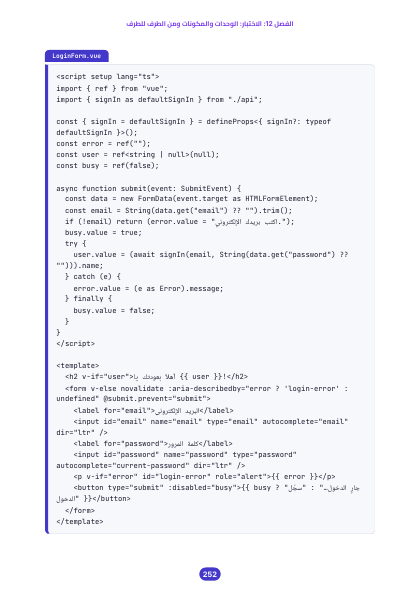 الفصل 12: الاختبار: الوحدات والمكونات ومن الطرف للطرف
LoginForm.vue
<script setup lang="ts">
import { ref } from "vue";
import { signIn as defaultSignIn } from "./api";
const { signIn = defaultSignIn } = defineProps<{ signIn?: typeof
defaultSignIn }>();
const error = ref("");
const user = ref<string | null>(null);
const busy = ref(false);
async function submit(event: SubmitEvent) {
const data = new FormData(event.target as HTMLFormElement);
const email = String(data.get("email") ?? "").trim();
if (!email) return (error.value = "اكتب بريدك الإلكتروني.");
busy.value = true;
try {
user.value = (await signIn(email, String(data.get("password") ??
""))).name;
} catch (e) {
error.value = (e as Error).message;
} finally {
busy.value = false;
}
}
</script>
<template>
<h2 v-if="user">أهلاً بعودتك يا {{ user }}!</h2>
<form v-else novalidate :aria-describedby="error ? 'login-error' :
undefined" @submit.prevent="submit">
<label for="email">البريد الإلكتروني</label>
<input id="email" name="email" type="email" autocomplete="email"
dir="ltr" />
<label for="password">كلمة المرور</label>
<input id="password" name="password" type="password"
autocomplete="current-password" dir="ltr" />
<p v-if="error" id="login-error" role="alert">{{ error }}</p>
<button type="submit" :disabled="busy">{{ busy ? "جارٍ الدخول…" : "سجّل
الدخول" }}</button>
</form>
</template>
252